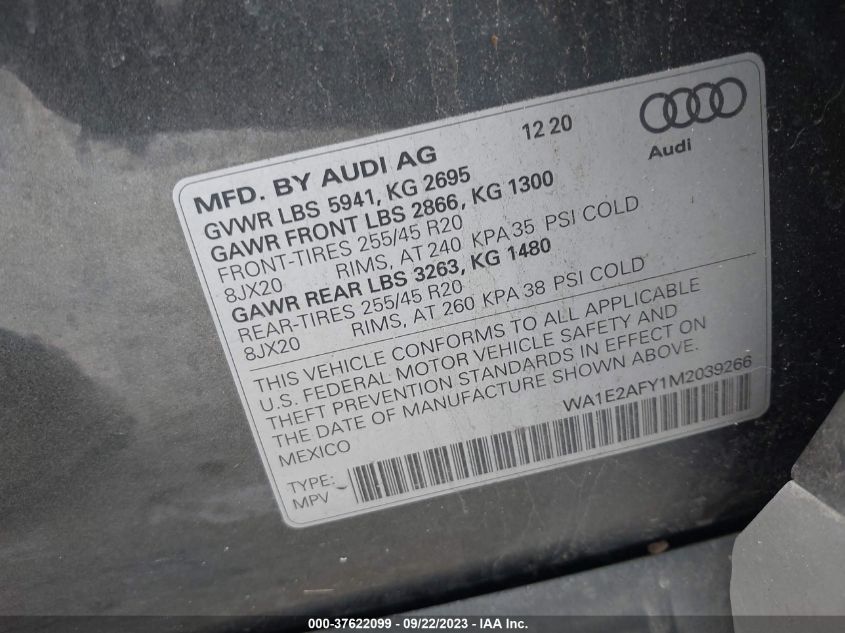 12 20
Audi
MFD. BY AUDI AG
GVWR LBS 5941, KG 2695
GAWR FRONT LBS 2866, KG 1300
FRONT-TIRES 255/45 R20
8JX20 RIMS, AT 240 KPA 35 PSI COLD
GAWR REAR LBS 3263, KG 1480
REAR-TIRES 255/45 R20
8JX20 RIMS, AT 260 KPA 38 PSI COLD
THIS VEHICLE CONFORMS TO ALL APPLICABLE
U.S. FEDERAL MOTOR VEHICLE SAFETY AND
THEFT PREVENTION STANDARDS IN EFFECT ON
THE DATE OF MANUFACTURE SHOWN ABOVE.
MEXICO WA1E2AFY1M2039266
TYPE:
MPV
000-37622099 - 09/22/2023 - © IAA Inc.